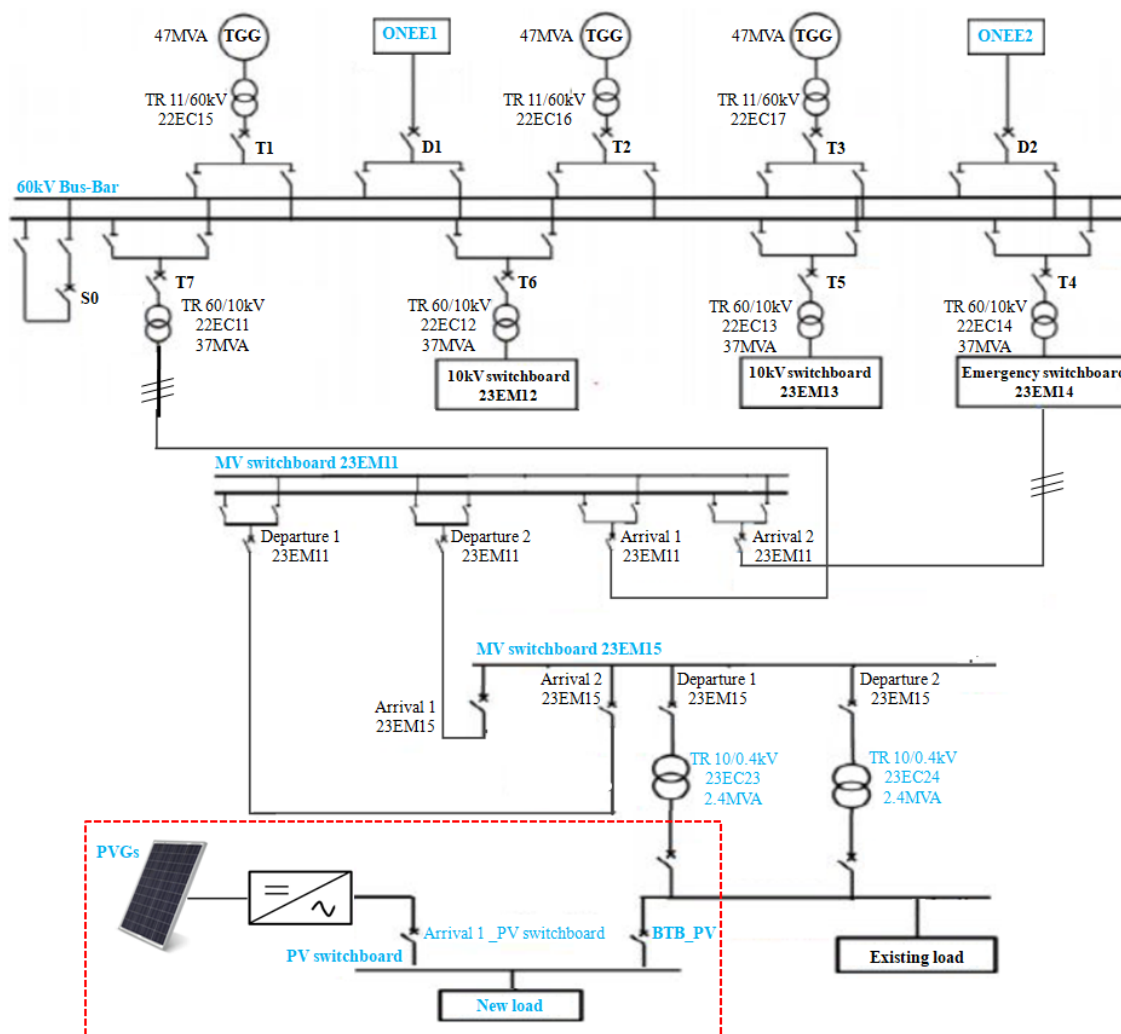 47MVA
TGG
ONEE1
47MVA
TGG
47MVA
TGG
ONEE2
TR 11/60kV
22EC15
TR 11/60kV
22EC16
TR 11/60kV
22EC17
T1
D1
T2
T3
D2
60kV Bus-Bar
S0
T7
T6
T5
T4
TR 60/10kV
22EC11
37MVA
TR 60/10kV
22EC12
37MVA
TR 60/10kV
22EC13
37MVA
TR 60/10kV
22EC14
37MVA
10kV switchboard
23EM12
10kV switchboard
23EM13
Emergency switchboard
23EM14
MV switchboard 23EM11
Departure 1
23EM11
Departure 2
23EM11
Arrival 1
23EM11
Arrival 2
23EM11
MV switchboard 23EM15
Arrival 1
23EM15
Arrival 2
23EM15
Departure 1
23EM15
Departure 2
23EM15
TR 10/0.4kV
23EC23
2.4MVA
TR 10/0.4kV
23EC24
2.4MVA
PVGs
Arrival 1 _PV switchboard
BTB_PV
PV switchboard
Existing load
New load